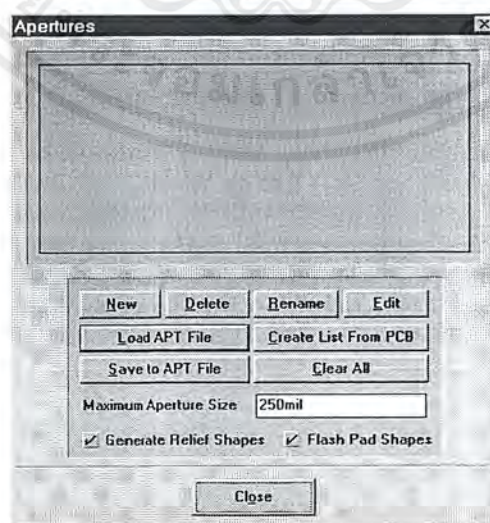 Apertures
New Delete Rename Edit
Load APT File Create List From PCB
Save to APT File Clear All
Maximum Aperture Size 250mil
Generate Relief Shapes Flash Pad Shapes
Close